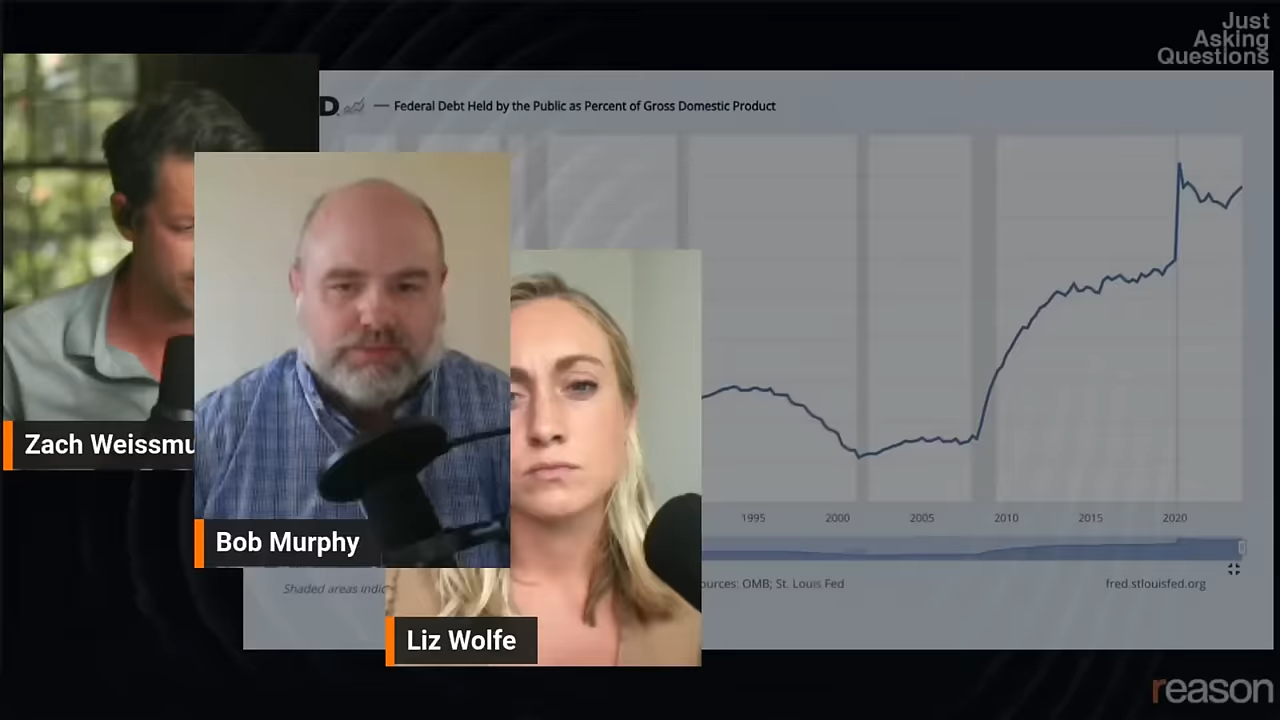 Just
Asking
Questions
D — Federal Debt Held by the Public as Percent of Gross Domestic Product
Zach Weissmu
Bob Murphy
Liz Wolfe
1995 2000 2005 2010 2015 2020
Shaded areas indic
ources: OMB; St. Louis Fed
fred.stlouisfed.org
reason